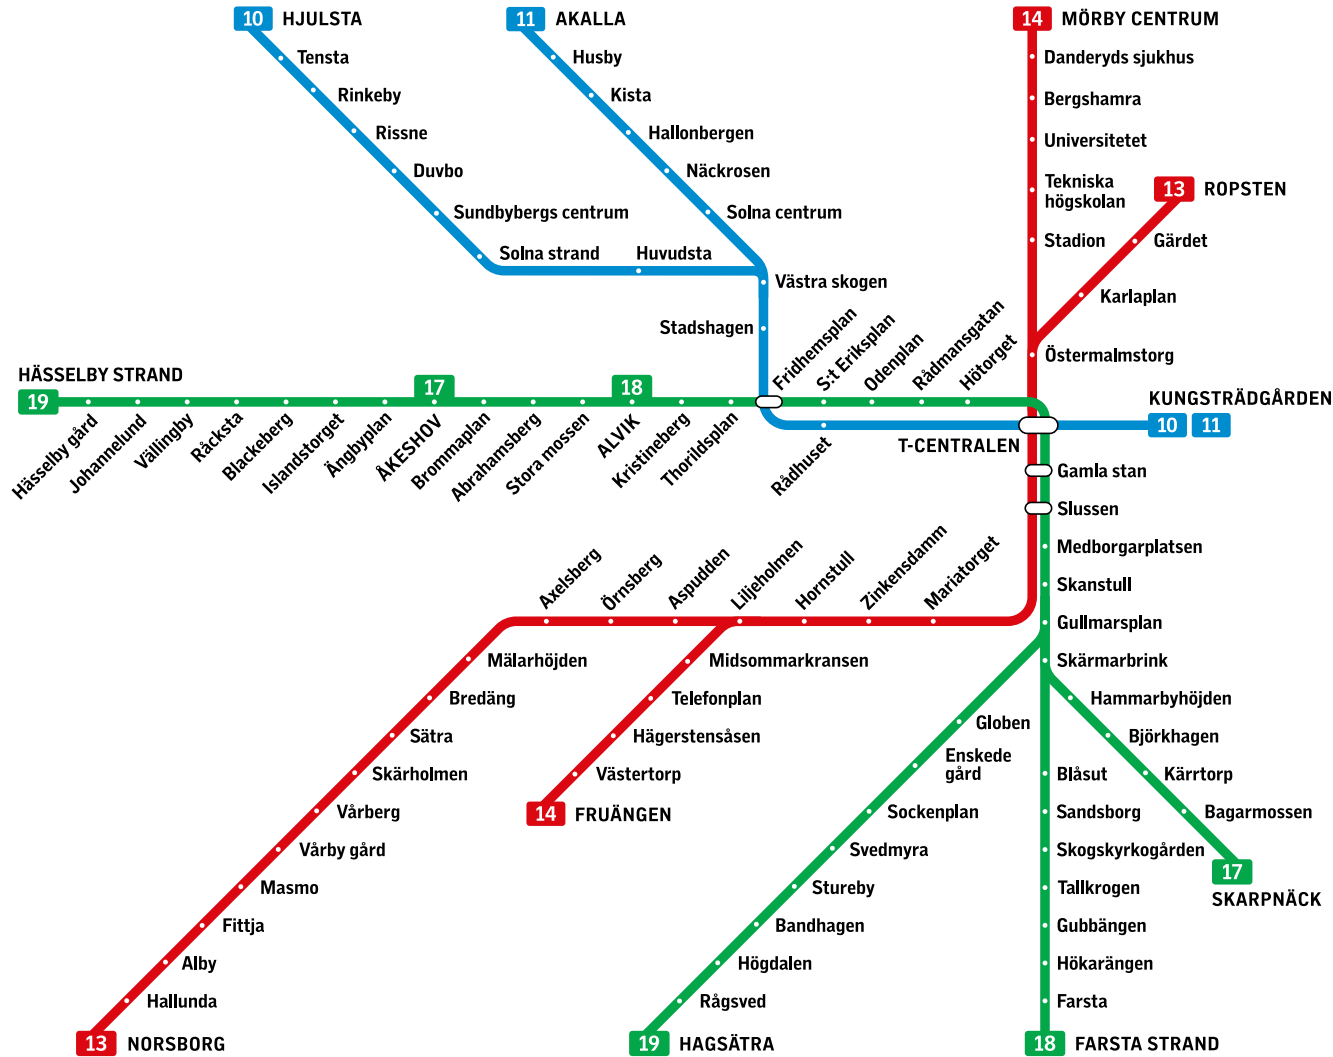 10 HJULSTA
Tensta
Rinkeby
Rissne
Duvbo
Sundbybergs centrum
Solna strand
Huvudsta
11 AKALLA
Husby
Kista
Hallonbergen
Näckrosen
Solna centrum
Västra skogen
Stadshagen
14 MÖRBY CENTRUM
Danderyds sjukhus
Bergshamra
Universitetet
Tekniska
högskolan
Stadion
13 ROPSTEN
Gärdet
Karlaplan
Östermalmstorg
HÄSSELBY STRAND
19
Hässelby gård
Johannelund
Vällingby
Råcksta
Blackeberg
Islandstorget
Ängbyplan
17
ÅKESHOV
Brommaplan
Abrahamsberg
Stora mossen
18
ALVIK
Kristineberg
Thorildsplan
Fridhemsplan
S:t Eriksplan
Odenplan
Rådmansgatan
Hötorget
Rådhuset
T-CENTRALEN
KUNGSTRÄDGÅRDEN
10 11
Gamla stan
Slussen
Medborgarplatsen
Skanstull
Gullmarsplan
Skärmarbrink
Axelsberg
Örnsberg
Aspudden
Liljeholmen
Hornstull
Zinkensdamm
Mariatorget
Mälarhöjden
Bredäng
Sätra
Skärholmen
Vårberg
Vårby gård
Masmo
Fittja
Alby
Hallunda
13 NORSBORG
Midsommarkransen
Telefonplan
Hägerstensåsen
Västertorp
14 FRUÄNGEN
Globen
Enskede
gård
Sockenplan
Svedmyra
Stureby
Bandhagen
Högdalen
Rågsved
19 HAGSÄTRA
Hammarbyhöjden
Björkhagen
Kärrtorp
Bagarmossen
17
SKARPNÄCK
Blåsut
Sandsborg
Skogskyrkogården
Tallkrogen
Gubbängen
Hökarängen
Farsta
18 FARSTA STRAND